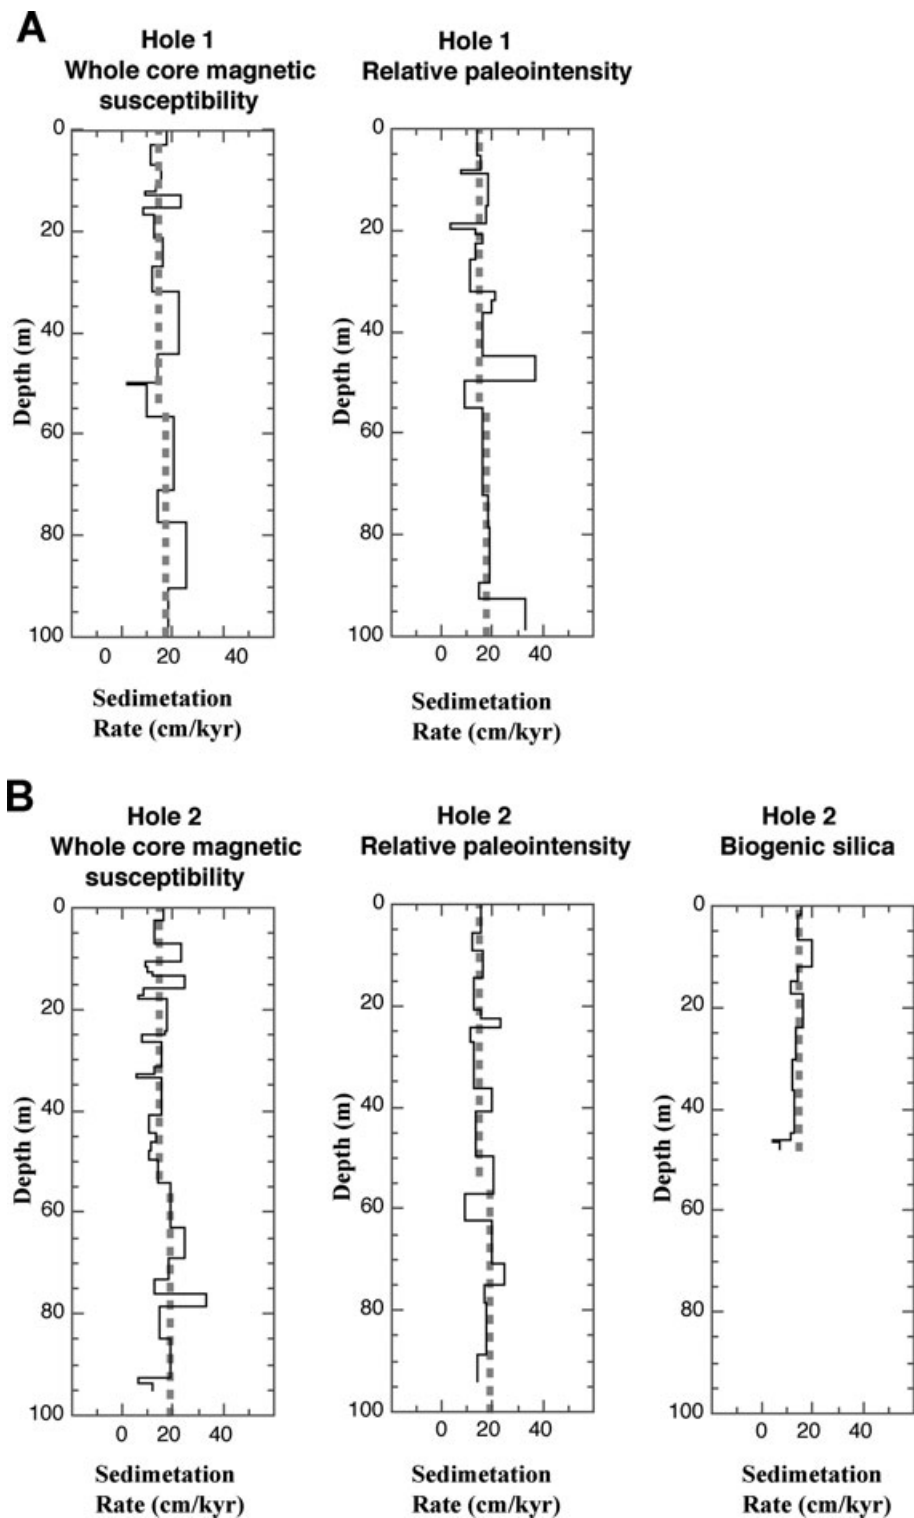 A
Hole 1
Whole core magnetic
susceptibility
Hole 1
Relative paleointensity
0
20
40
60
80
100
Depth (m)
0 20 40
Sedimetation
Rate (cm/kyr)
0
20
40
60
80
100
Depth (m)
0 20 40
Sedimetation
Rate (cm/kyr)
B
Hole 2
Whole core magnetic
susceptibility
Hole 2
Relative paleointensity
Hole 2
Biogenic silica
0
20
40
60
80
100
Depth (m)
0 20 40
Sedimetation
Rate (cm/kyr)
0
20
40
60
80
100
Depth (m)
0 20 40
Sedimetation
Rate (cm/kyr)
0
20
40
60
80
100
Depth (m)
0 20 40
Sedimetation
Rate (cm/kyr)